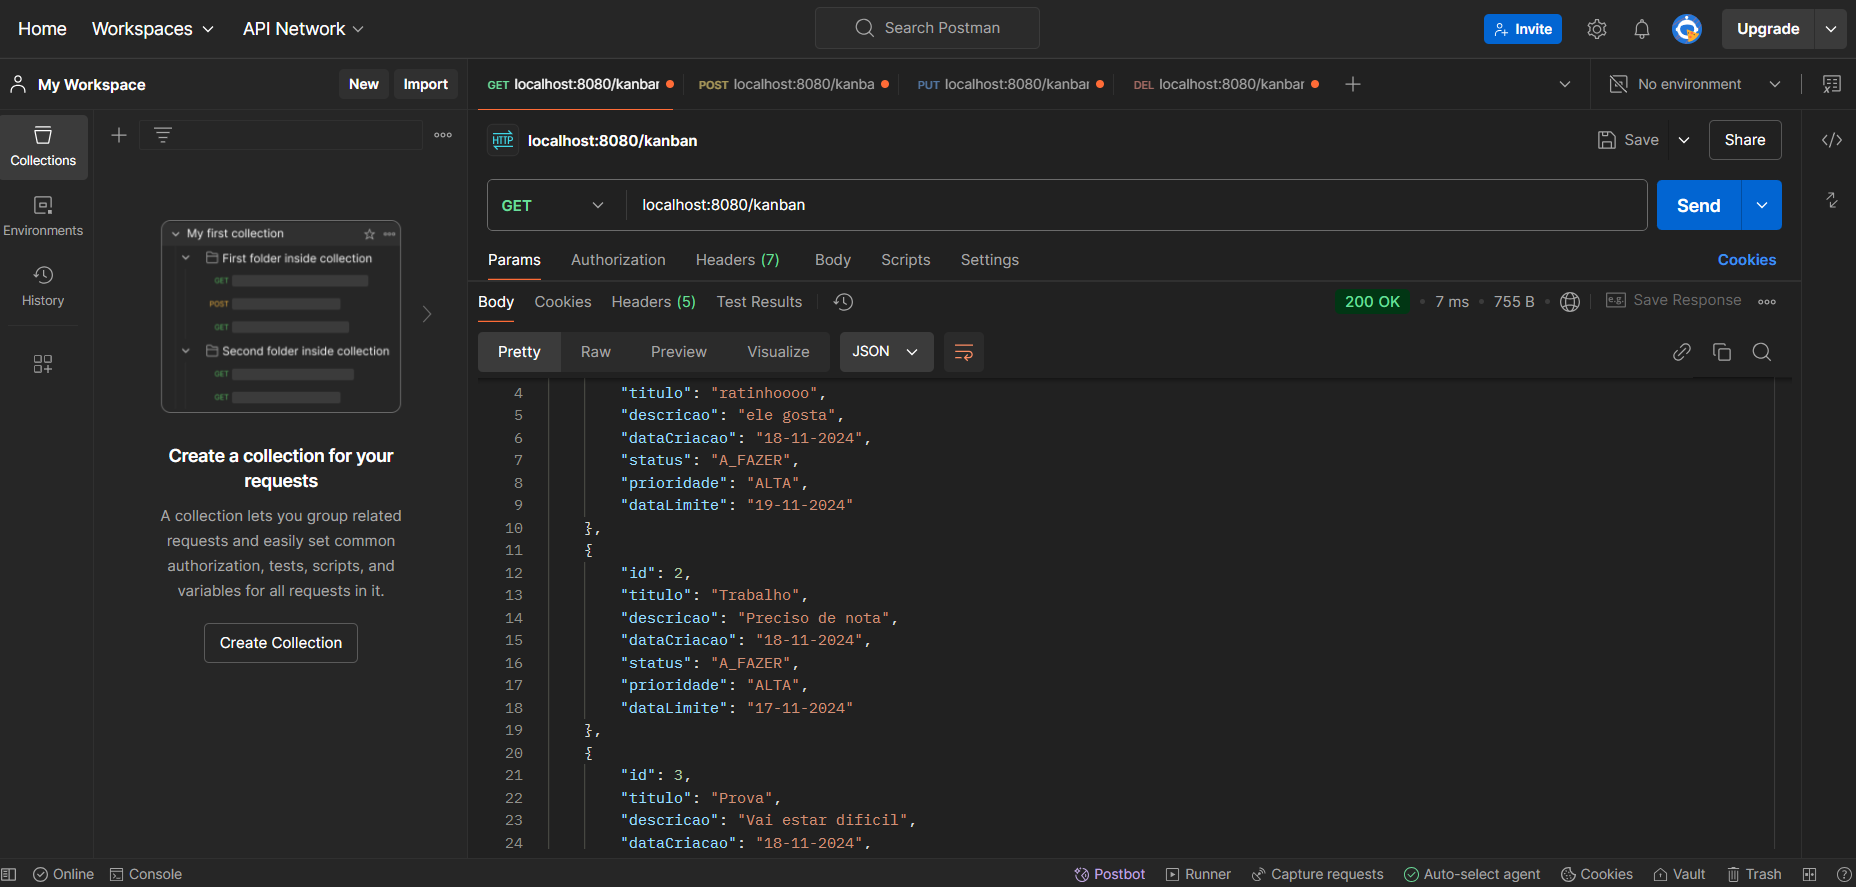 Home Workspaces API Network Search Postman Invite Upgrade
My Workspace New Import GET localhost:8080/kanban POST localhost:8080/kanba PUT localhost:8080/kanban DEL localhost:8080/kanbar No environment
Collections
Environments
History
My first collection
First folder inside collection
GET
POST
GET
Second folder inside collection
GET
GET
Create a collection for your
requests
A collection lets you group related
requests and easily set common
authorization, tests, scripts, and
variables for all requests in it.
Create Collection
HTTP localhost:8080/kanban Save Share
GET localhost:8080/kanban Send
Params Authorization Headers (7) Body Scripts Settings Cookies
Body Cookies Headers (5) Test Results 200 OK 7 ms 755 B e.g. Save Response
Pretty Raw Preview Visualize JSON
4 "titulo": "ratinhoooo",
5 "descricao": "ele gosta",
6 "dataCriacao": "18-11-2024",
7 "status": "A_FAZER",
8 "prioridade": "ALTA",
9 "dataLimite": "19-11-2024"
10 },
11 {
12 "id": 2,
13 "titulo": "Trabalho",
14 "descricao": "Preciso de nota",
15 "dataCriacao": "18-11-2024",
16 "status": "A_FAZER",
17 "prioridade": "ALTA",
18 "dataLimite": "17-11-2024"
19 },
20 {
21 "id": 3,
22 "titulo": "Prova",
23 "descricao": "Vai estar dificil",
24 "dataCriacao": "18-11-2024",
Online Console Postbot Runner Capture requests Auto-select agent Cookies Vault Trash